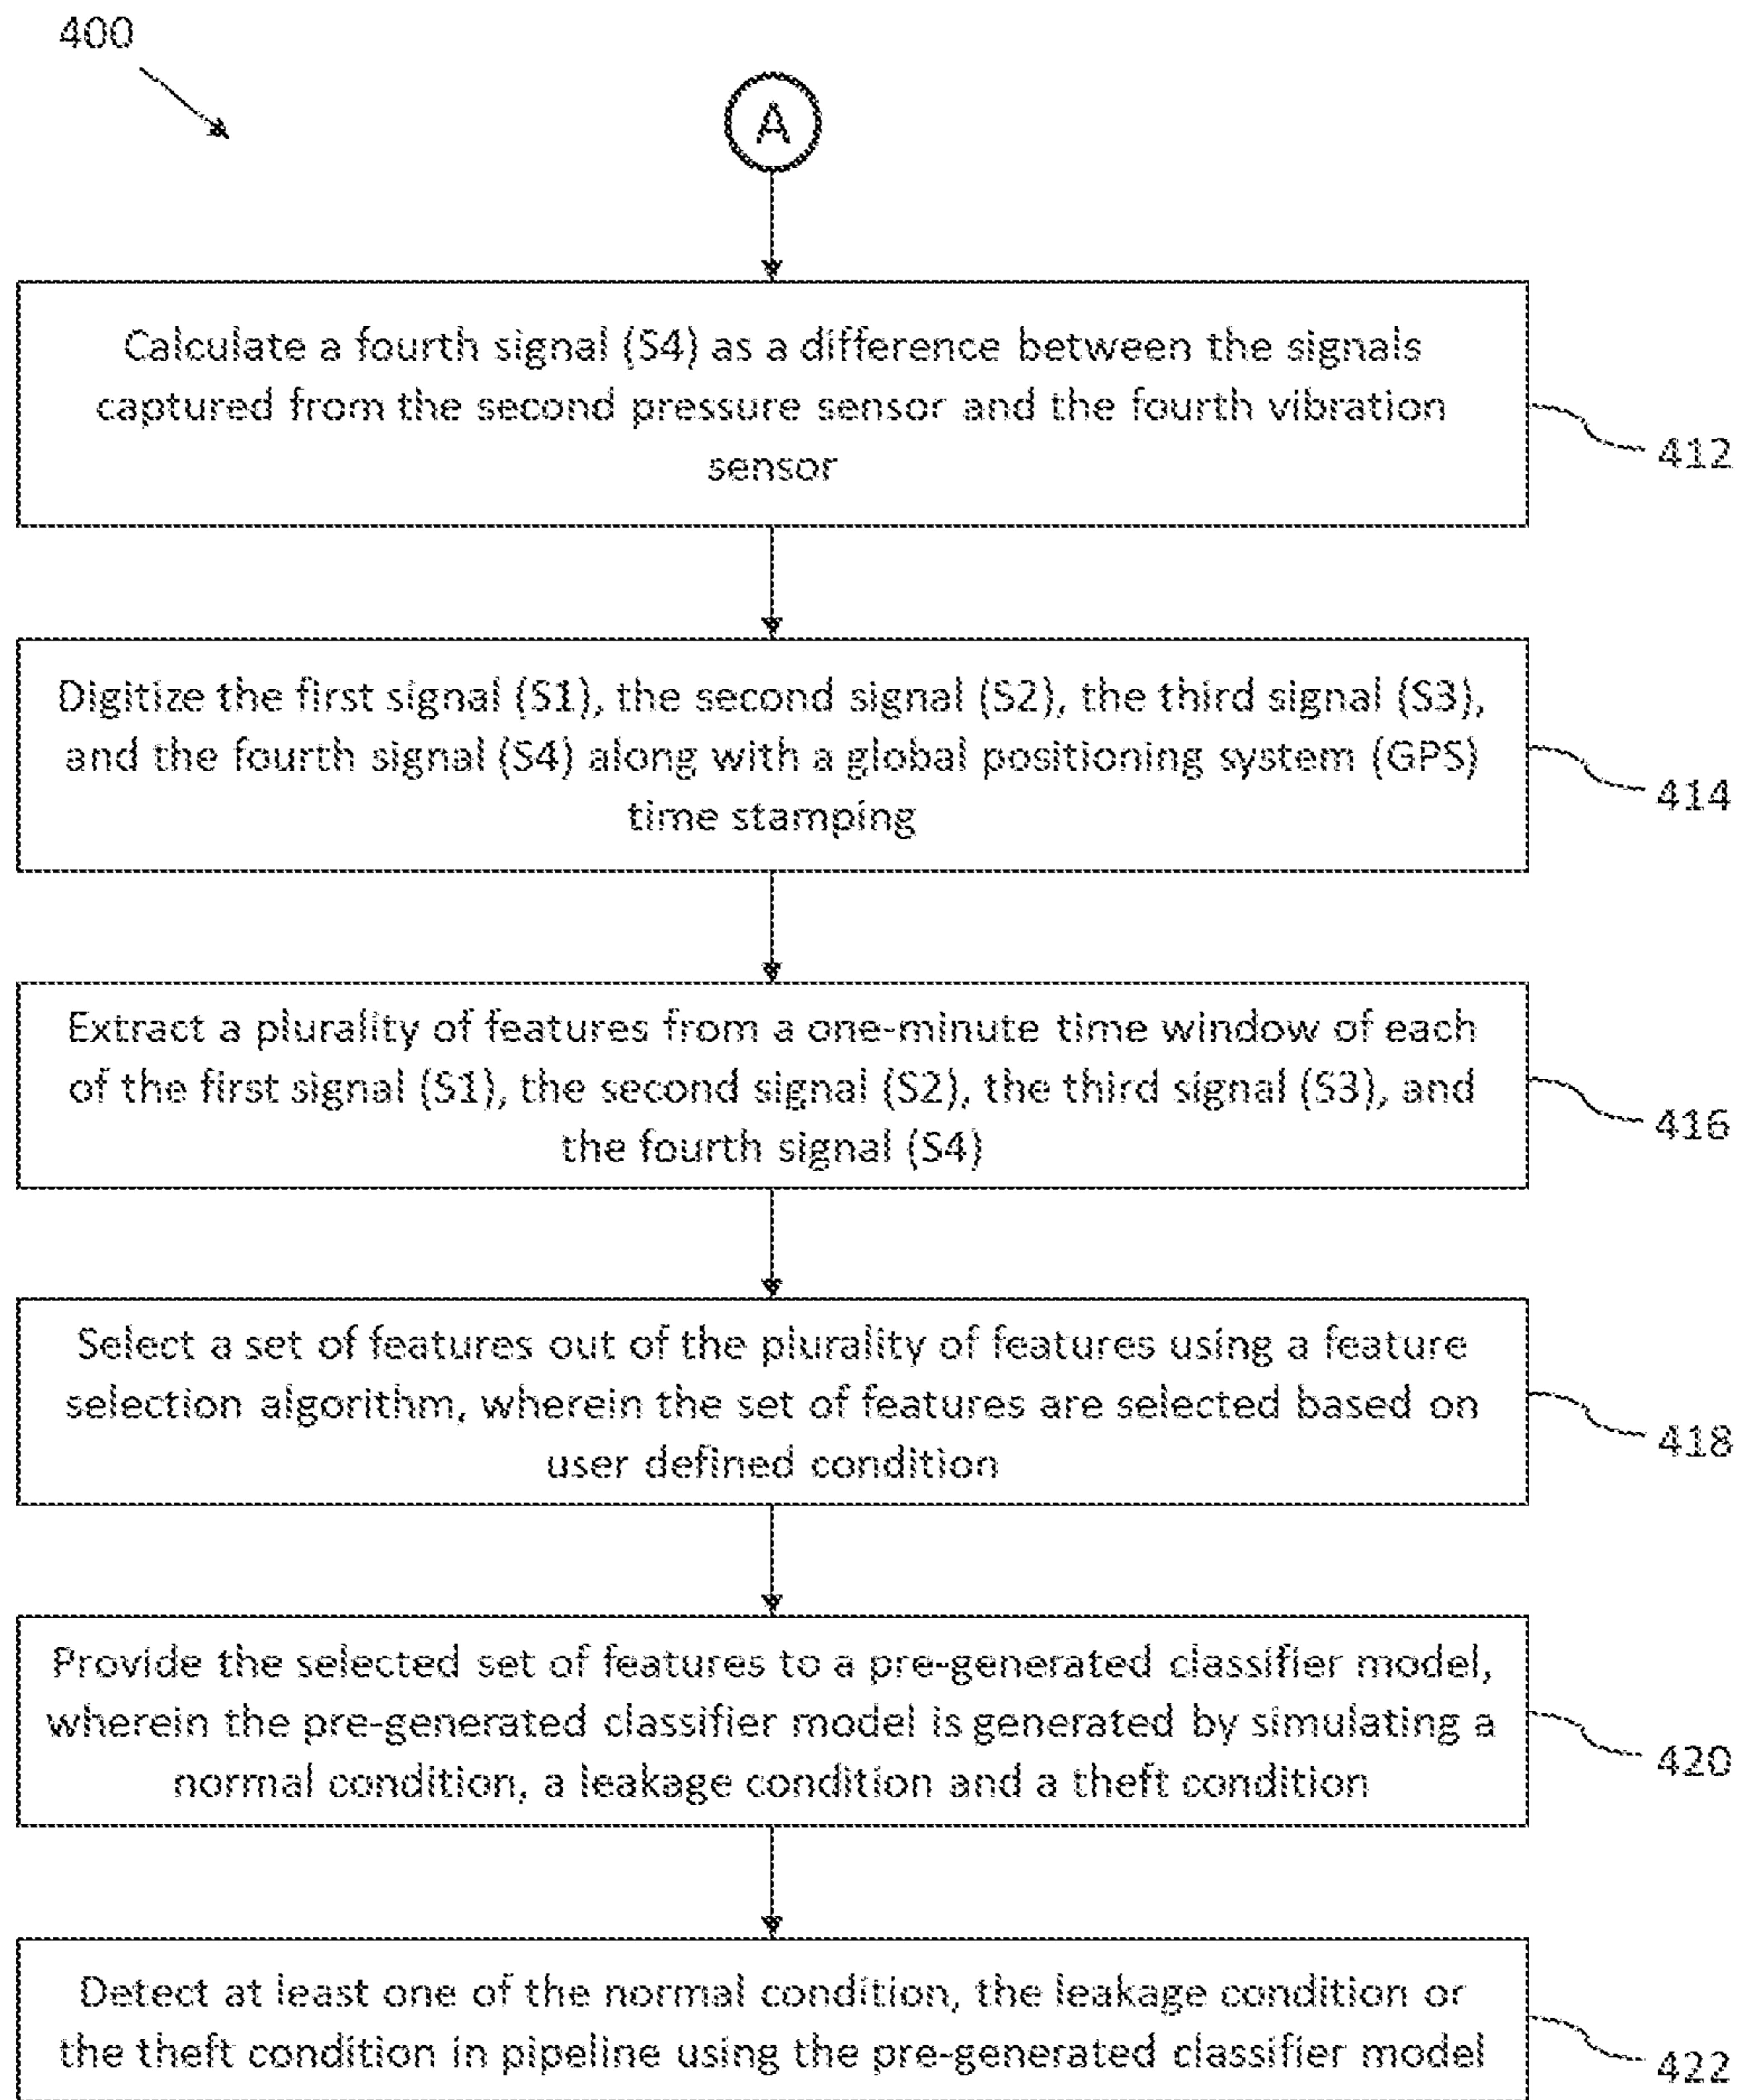 400
A
Calculate a fourth signal (S4) as a difference between the signals
captured from the second pressure sensor and the fourth vibration
sensor
412
Digitize the first signal (S1), the second signal (S2), the third signal (S3),
and the fourth signal (S4) along with a global positioning system (GPS)
time stamping
414
Extract a plurality of features from a one-minute time window of each
of the first signal (S1), the second signal (S2), the third signal (S3), and
the fourth signal (S4)
416
Select a set of features out of the plurality of features using a feature
selection algorithm, wherein the set of features are selected based on
user defined condition
418
Provide the selected set of features to a pre-generated classifier model,
wherein the pre-generated classifier model is generated by simulating a
normal condition, a leakage condition and a theft condition
420
Detect at least one of the normal condition, the leakage condition or
the theft condition in pipeline using the pre-generated classifier model
422